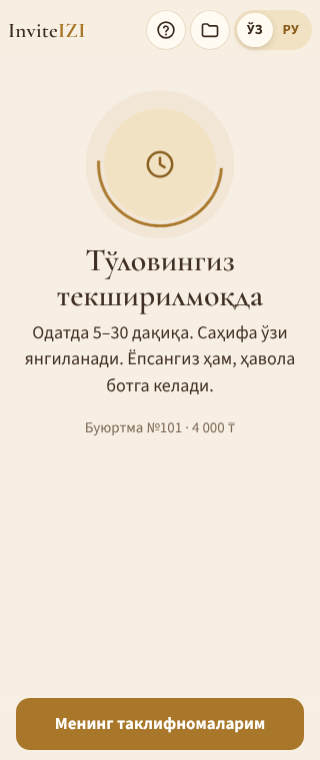 InviteIZI
ЎЗ
РУ
Тўловингиз
текширилмоқда
Одатда 5–30 дақиқа. Саҳифа ўзи
янгиланади. Ёпсангиз ҳам, ҳавола
ботга келади.
Буюртма №101 · 4 000 ₸
Менинг таклифномаларим